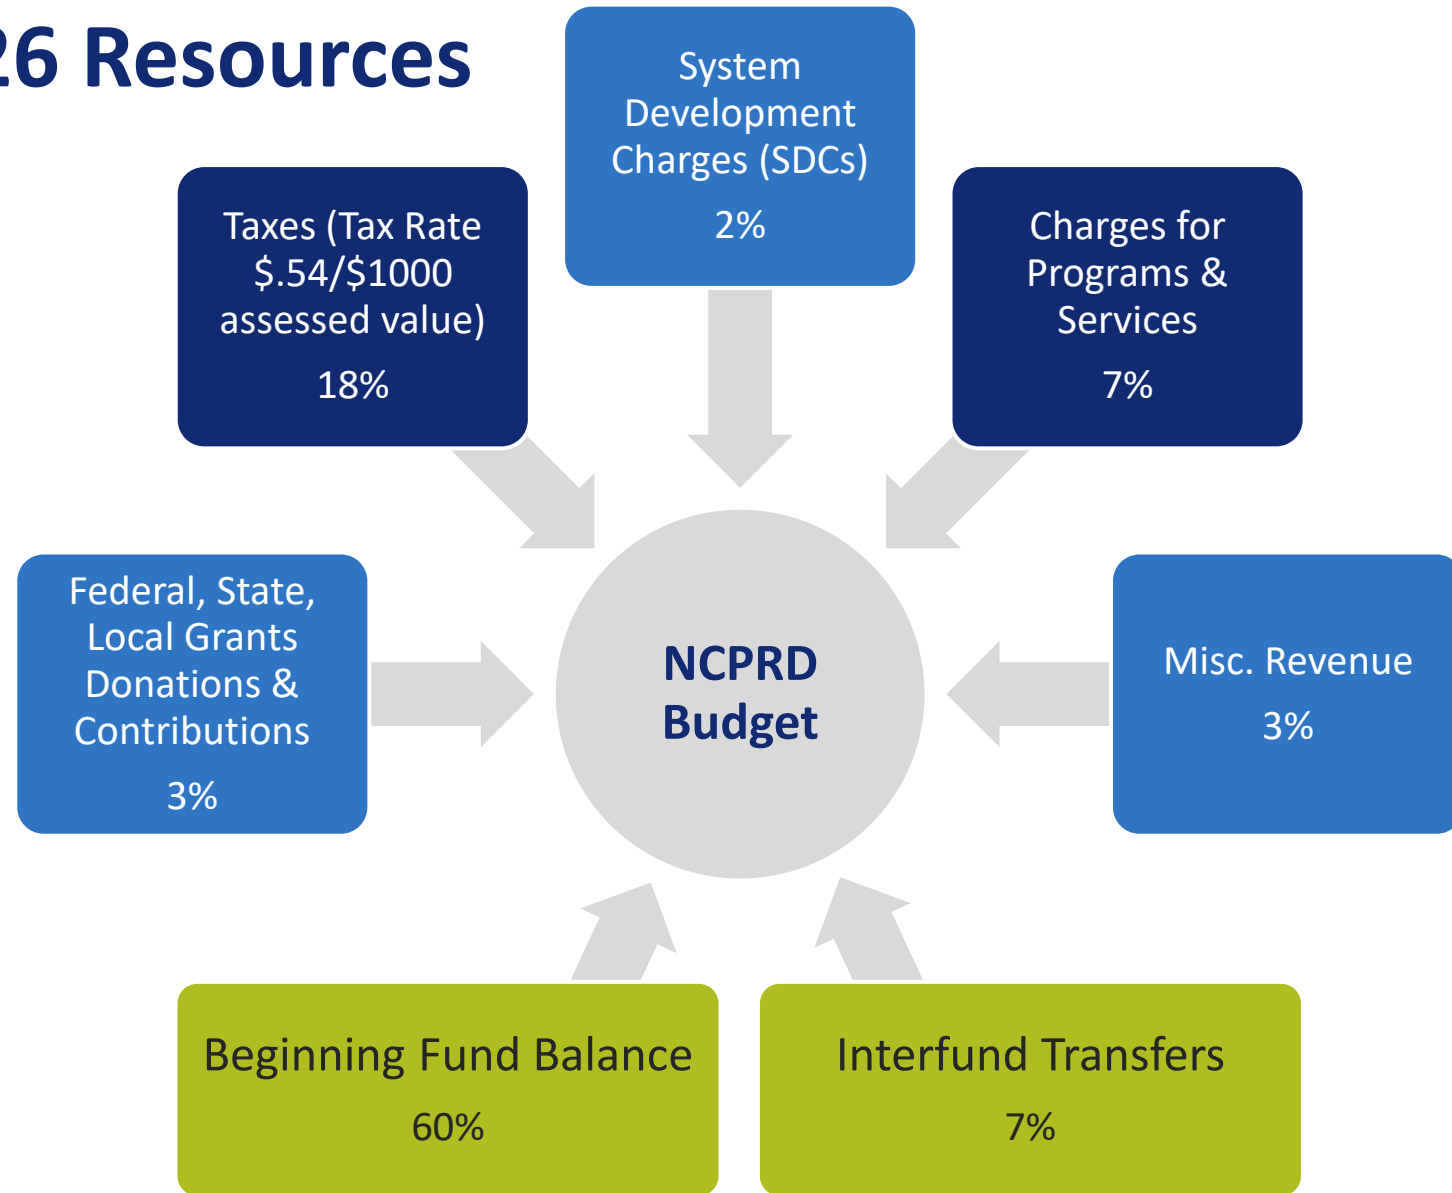 26 Resources
System
Development
Charges (SDCs)
2%
Taxes (Tax Rate
$.54/$1000
assessed value)
18%
Charges for
Programs &
Services
7%
Federal, State,
Local Grants
Donations &
Contributions
3%
NCPRD
Budget
Misc. Revenue
3%
Beginning Fund Balance
60%
Interfund Transfers
7%